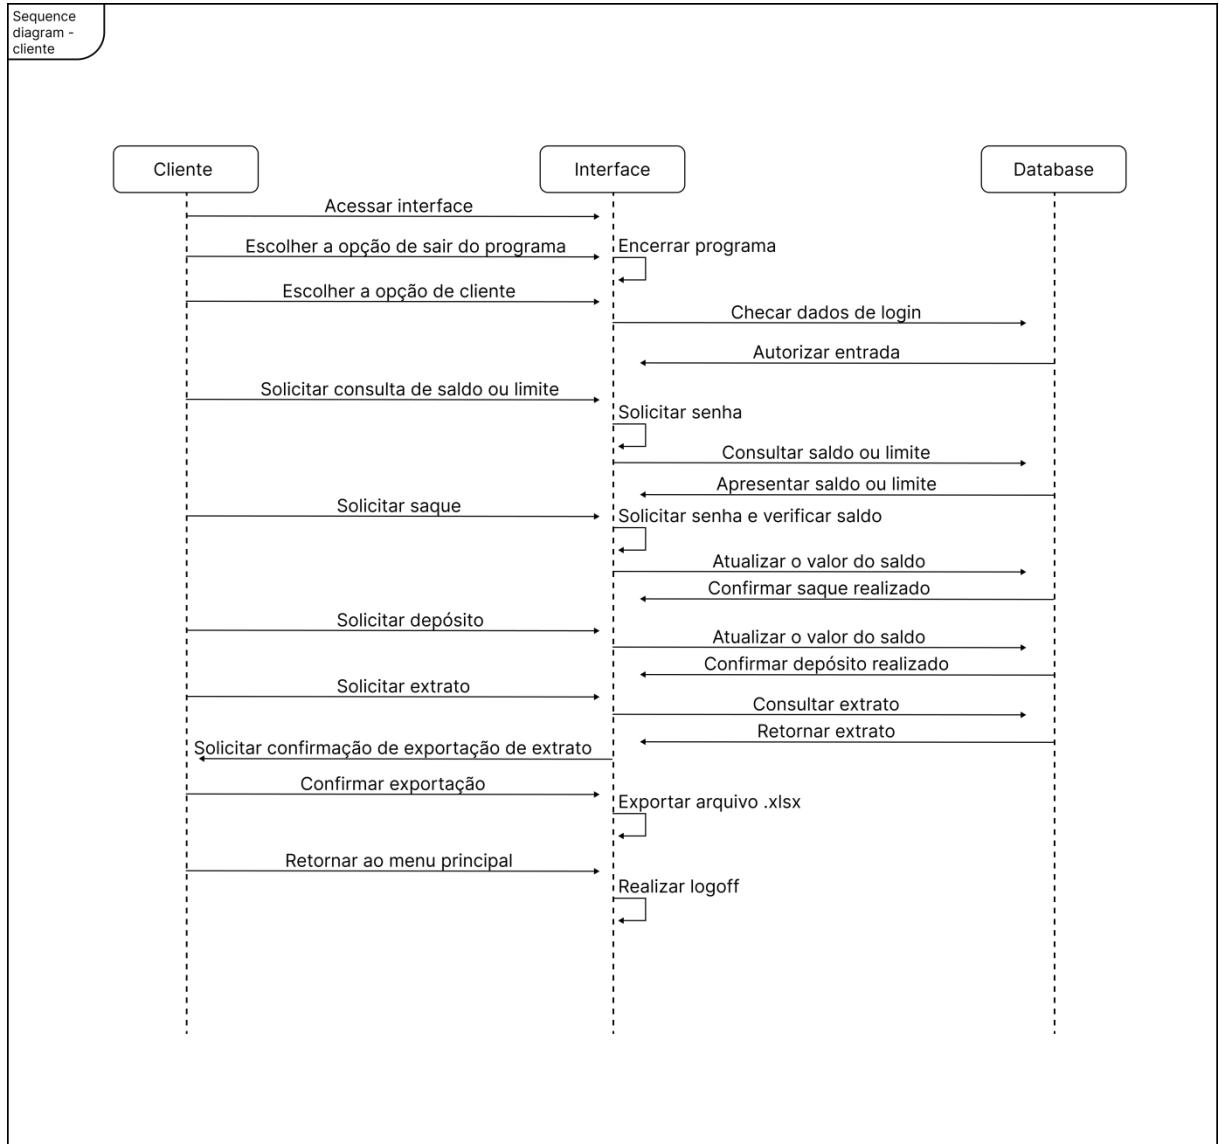 Sequence
diagram -
cliente
Cliente
Interface
Database
Acessar interface
Escolher a opção de sair do programa
Encerrar programa
Escolher a opção de cliente
Checar dados de login
Autorizar entrada
Solicitar consulta de saldo ou limite
Solicitar senha
Consultar saldo ou limite
Apresentar saldo ou limite
Solicitar saque
Solicitar senha e verificar saldo
Atualizar o valor do saldo
Confirmar saque realizado
Solicitar depósito
Atualizar o valor do saldo
Confirmar depósito realizado
Solicitar extrato
Consultar extrato
Retornar extrato
Solicitar confirmação de exportação de extrato
Confirmar exportação
Exportar arquivo .xlsx
Retornar ao menu principal
Realizar logoff